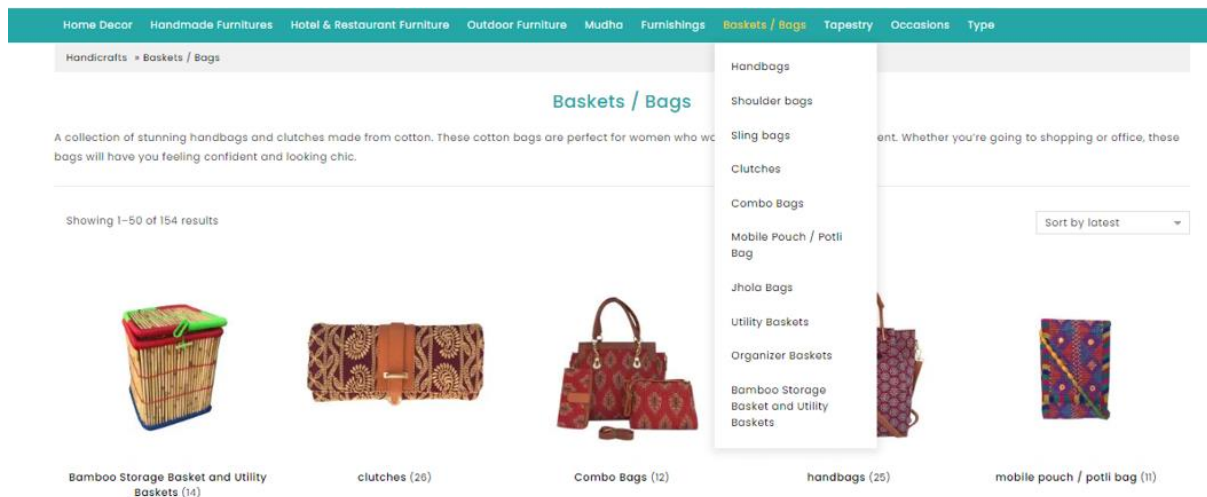 Home Decor Handmade Furnitures Hotel & Restaurant Furniture Outdoor Furniture Mudha Furnishings Baskets / Bags Tapestry Occasions Type
Handicrafts » Baskets / Bags
Baskets / Bags
A collection of stunning handbags and clutches made from cotton. These cotton bags are perfect for women who ent. Whether you're going to shopping or office, these
bags will have you feeling confident and looking chic.
Handbags
Shoulder bags
Sling bags
Clutches
Combo Bags
Mobile Pouch / Potli
Bag
Jhola Bags
Utility Baskets
Organizer Baskets
Bamboo Storage
Basket and Utility
Baskets
Showing 1–50 of 154 results
Sort by latest
Bamboo Storage Basket and Utility
Baskets (14)
clutches (26)
Combo Bags (12)
handbags (25)
mobile pouch / potli bag (11)